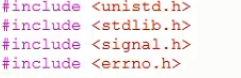 #include <unistd.h>
#include <stdlib.h>
#include <signal.h>
#include <errno.h>